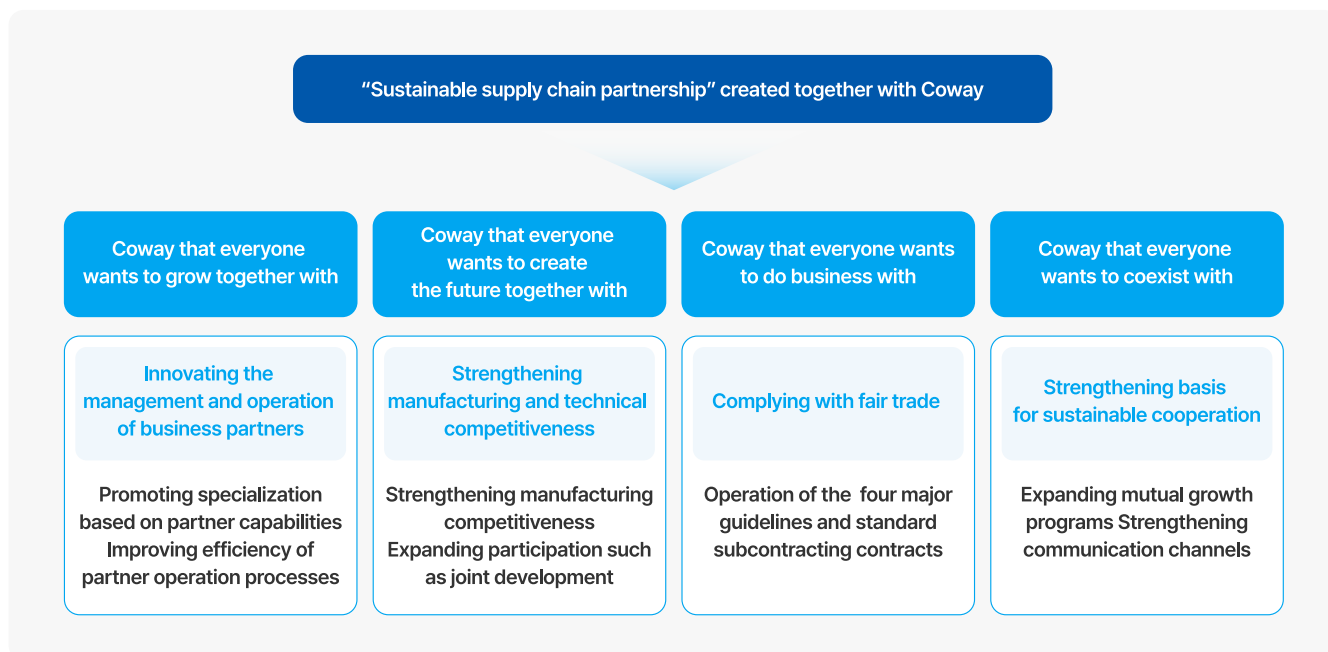 “Sustainable supply chain partnership” created together with Coway
Coway that everyone
wants to grow together with
Coway that everyone
wants to create
the future together with
Coway that everyone wants
to do business with
Coway that everyone
wants to coexist with
Innovating the
management and operation
of business partners
Promoting specialization
based on partner capabilities
Improving efficiency of
partner operation processes
Strengthening
manufacturing and technical
competitiveness
Strengthening manufacturing
competitiveness
Expanding participation such
as joint development
Complying with fair trade
Operation of the  four major
guidelines and standard
subcontracting contracts
Strengthening basis
for sustainable cooperation
Expanding mutual growth
programs Strengthening
communication channels